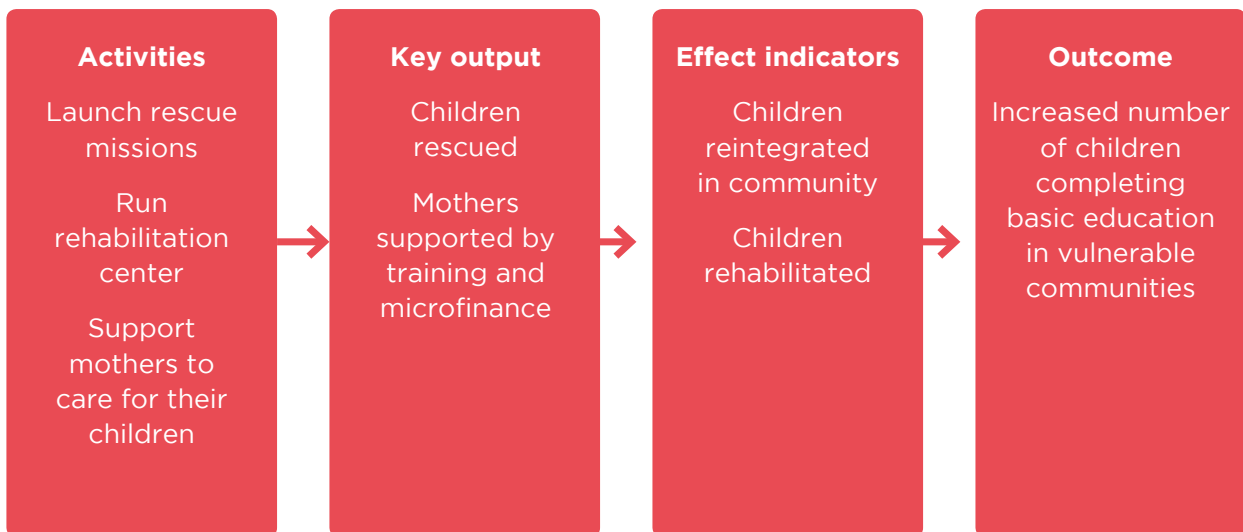 Activities
Launch rescue
missions
Run
rehabilitation
center
Support
mothers to
care for their
children
Key output
Children
rescued
Mothers
supported by
training and
microfinance
Effect indicators
Children
reintegrated
in community
Children
rehabilitated
Outcome
Increased number
of children
completing
basic education
in vulnerable
communities